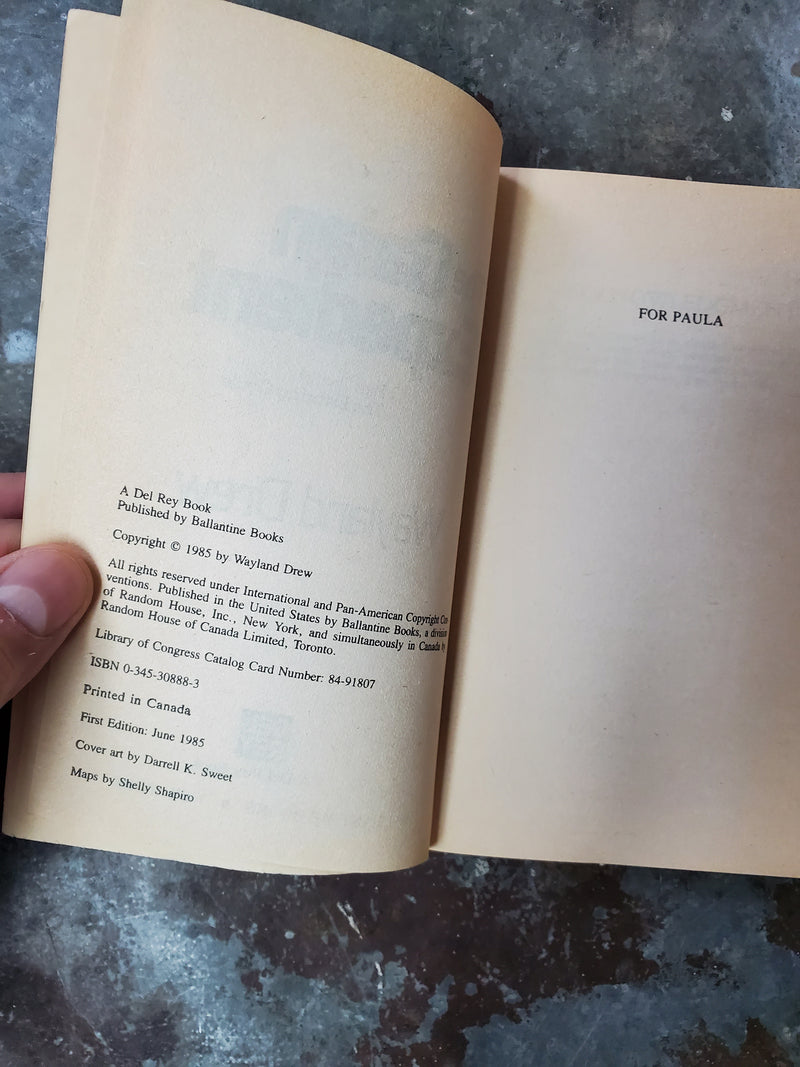 A Del Rey Book
Published by Ballantine Books
Copyright © 1985 by Wayland Drew
All rights reserved under International and Pan-American Copyright Con-
ventions. Published in the United States by Ballantine Books, a division
of Random House, Inc., New York, and simultaneously in Canada by
Random House of Canada Limited, Toronto.
Library of Congress Catalog Card Number: 84-91807
ISBN 0-345-30888-3
Printed in Canada
First Edition: June 1985
Cover art by Darrell K. Sweet
Maps by Shelly Shapiro
FOR PAULA